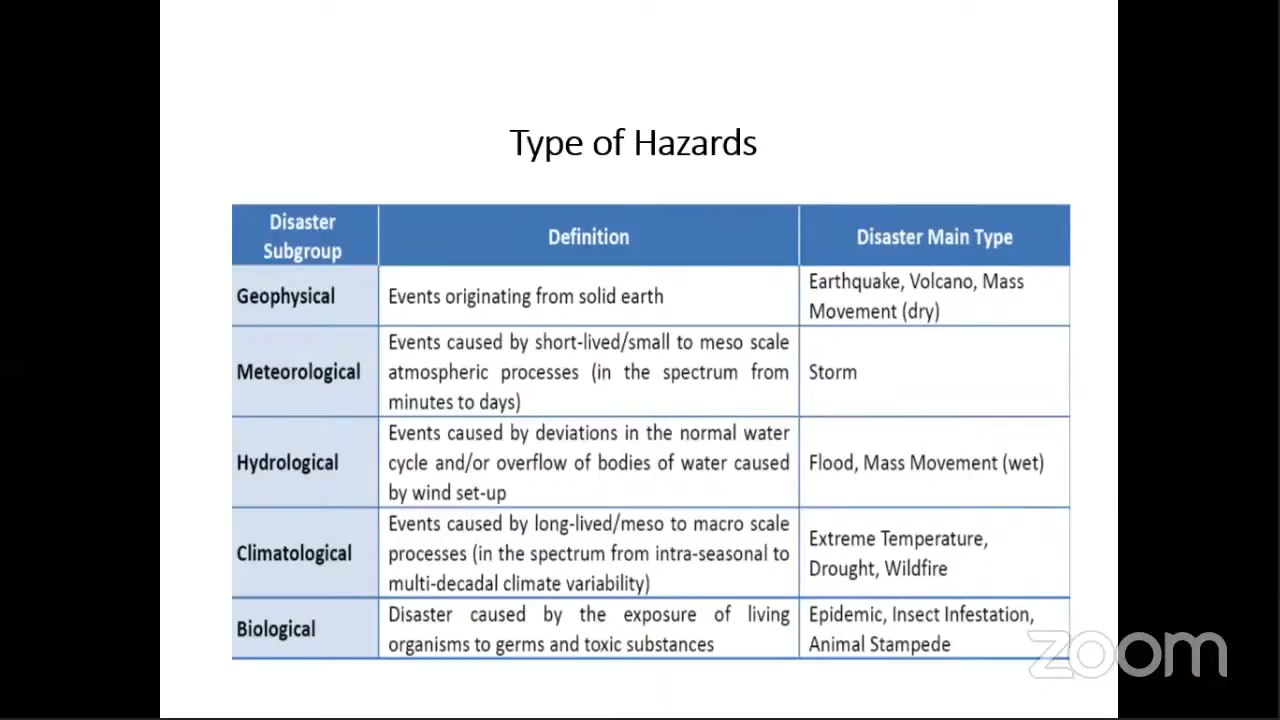 Type of Hazards
Disaster
Subgroup
Definition
Disaster Main Type
Geophysical
Events originating from solid earth
Earthquake, Volcano, Mass
Movement (dry)
Meteorological
Events caused by short-lived/small to meso scale
atmospheric processes (in the spectrum from
minutes to days)
Storm
Hydrological
Events caused by deviations in the normal water
cycle and/or overflow of bodies of water caused
by wind set-up
Flood, Mass Movement (wet)
Climatological
Events caused by long-lived/meso to macro scale
processes (in the spectrum from intra-seasonal to
multi-decadal climate variability)
Extreme Temperature,
Drought, Wildfire
Biological
Disaster caused by the exposure of living
organisms to germs and toxic substances
Epidemic, Insect Infestation,
Animal Stampede
zoom